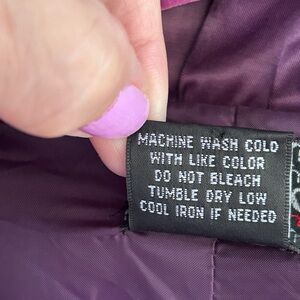 MACHINE WASH COLD
WITH LIKE COLOR
DO NOT BLEACH
TUMBLE DRY LOW
COOL IRON IF NEEDED